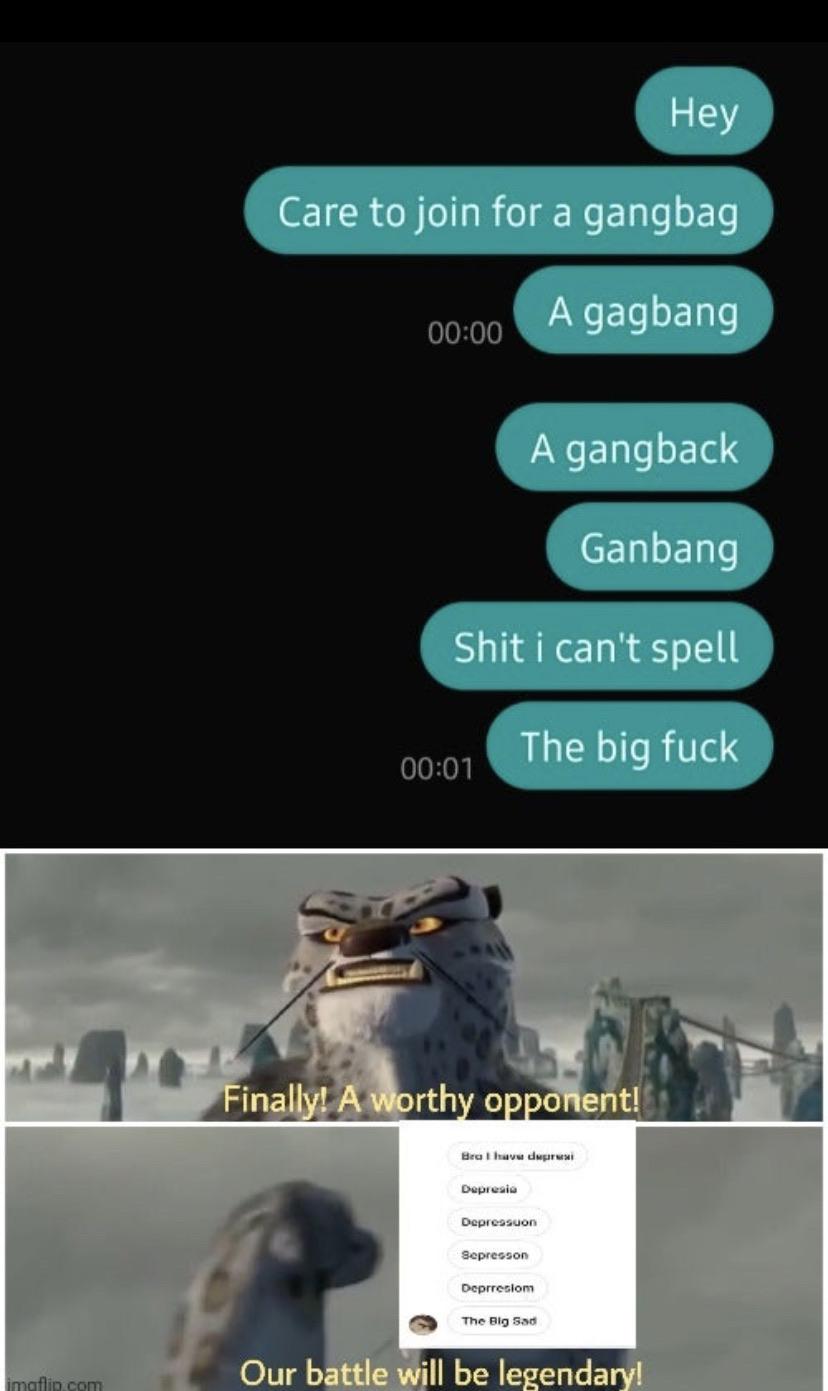 Hey
Care to join for a gangbag
A gagbang
00:00
A gangback
Ganbang
Shit i can't spell
The big fuck
00:01
Finally! A worthy opponent!
Bro I have depresi
Depresia
Depressuon
Sepresson
Deprresiom
The Big Sad
Our battle will be legendary!
imgflip.com